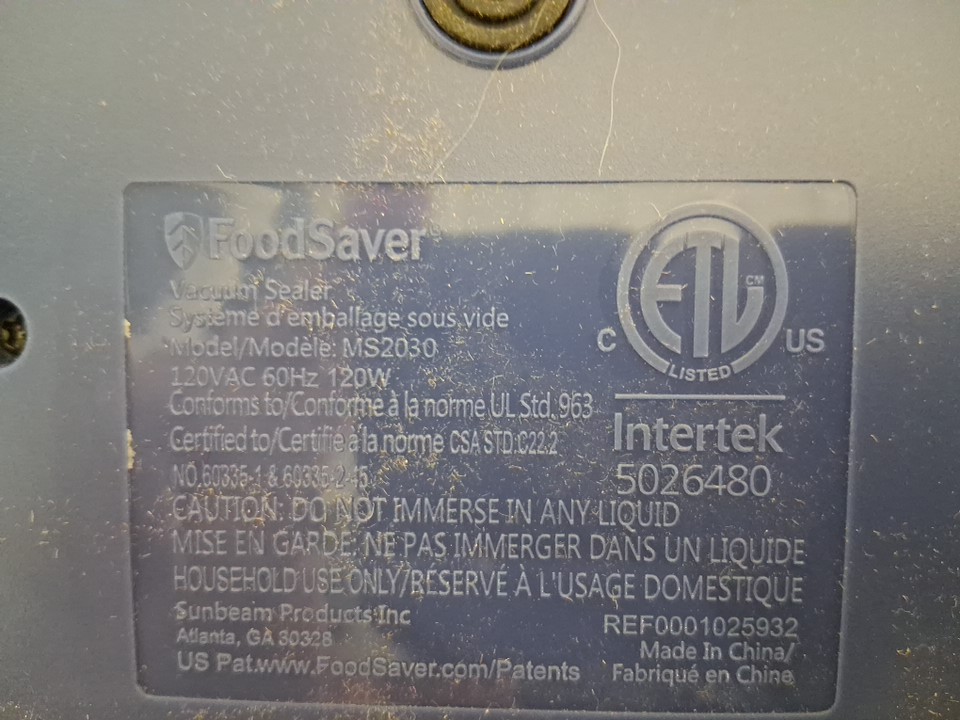 FoodSaver®
Vacuum Sealer
Système d'emballage sous vide
Model/Modèle: MS2030
120VAC 60Hz 120W
Conforms to/Conforme à la norme UL Std. 963
Certified to/Certifié à la norme CSA STD.C22.2
NO.60335-1 & 60335-2-45
CAUTION: DO NOT IMMERSE IN ANY LIQUID
MISE EN GARDE: NE PAS IMMERGER DANS UN LIQUIDE
HOUSEHOLD USE ONLY/RÉSERVÉ À L'USAGE DOMESTIQUE
Sunbeam Products Inc
Atlanta, GA 30328
US Pat.www.FoodSaver.com/Patents
ETL CM
C US
LISTED
Intertek
5026480
REF0001025932
Made In China/
Fabriqué en Chine